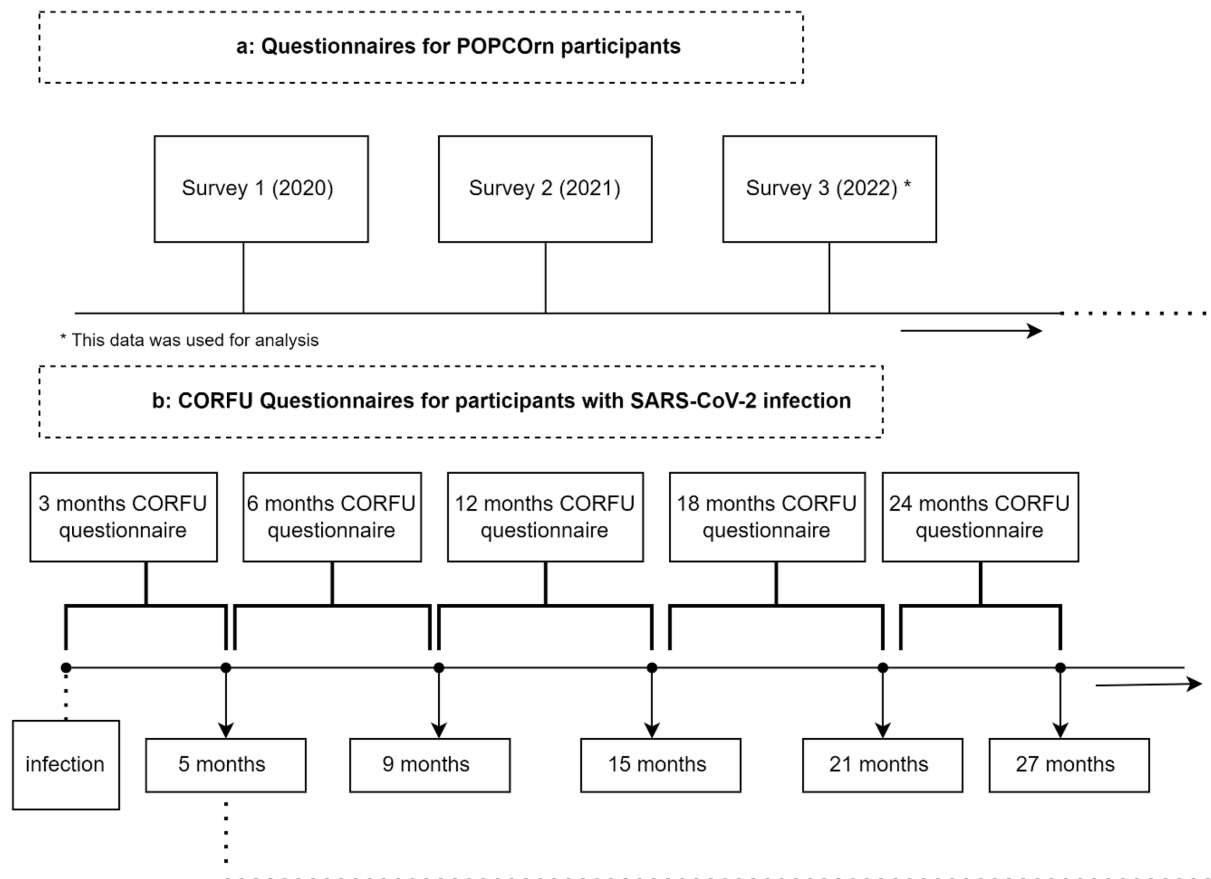 a: Questionnaires for POPCOrn participants
Survey 1 (2020)
Survey 2 (2021)
Survey 3 (2022) *
* This data was used for analysis
b: CORFU Questionnaires for participants with SARS-CoV-2 infection
3 months CORFU
questionnaire
6 months CORFU
questionnaire
12 months CORFU
questionnaire
18 months CORFU
questionnaire
24 months CORFU
questionnaire
infection
5 months
9 months
15 months
21 months
27 months